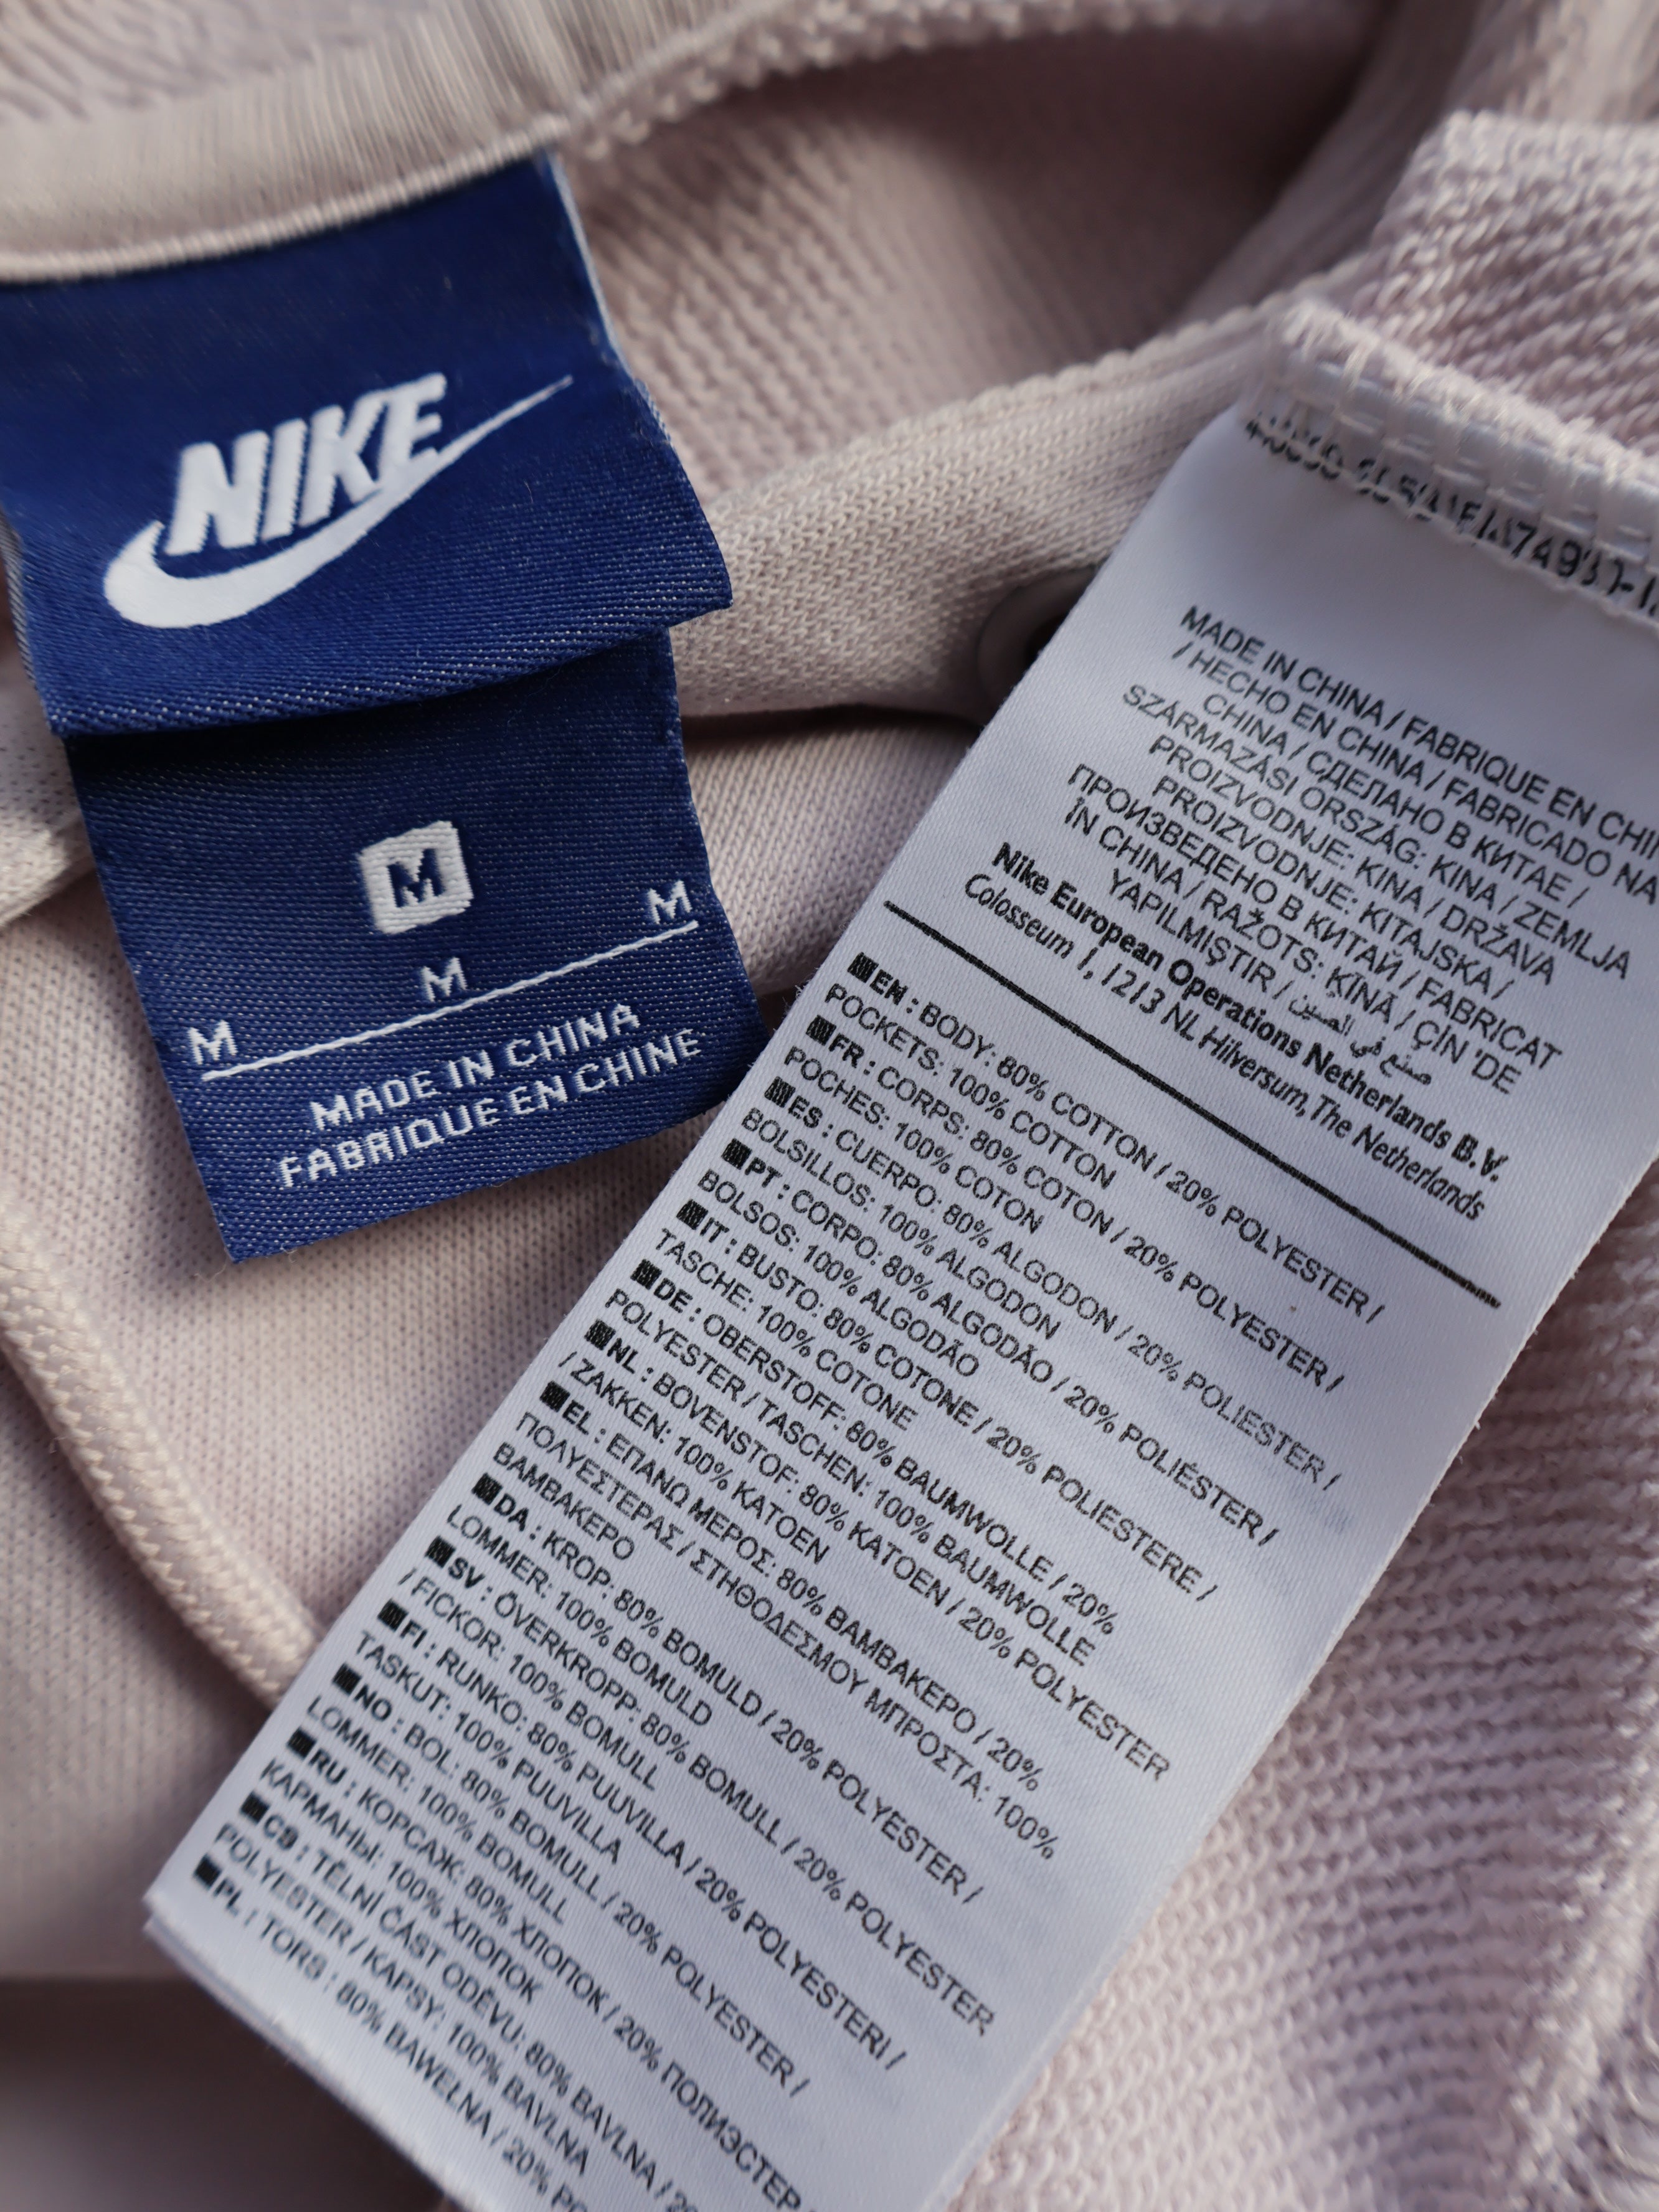 NIKE
M
M M M
MADE IN CHINA
FABRIQUE EN CHINE
MADE IN CHINA / FABRIQUE EN
/ HECHO EN CHINA / FABRICADO NA
CHINA / СДЕЛАНО В КИТАЕ /
SZÁRMAZÁSI ORSZÁG: KINA / ZEMLJA
PROIZVODNJE: KINA / DRŽAVA
PROIZVODNJE: KITAJSKA /
ПРОИЗВЕДЕНО В КИТАЙ / FABRICAT
ÎN CHINA / RAŽOTS: ĶĪNĀ / ÇİN 'DE
YAPILMIŞTIR / صنع في الصين
Nike European Operations Netherlands B.V.
Colosseum 1, 1213 NL Hilversum, The Netherlands
EN : BODY: 80% COTTON / 20% POLYESTER /
POCKETS: 100% COTTON
FR : CORPS: 80% COTON / 20% POLYESTER /
POCHES: 100% COTON
ES : CUERPO: 80% ALGODON / 20% POLIESTER /
BOLSILLOS: 100% ALGODON
PT : CORPO: 80% ALGODÃO / 20% POLIÉSTER /
BOLSOS: 100% ALGODÃO
IT : BUSTO: 80% COTONE / 20% POLIESTERE /
TASCHE: 100% COTONE
DE : OBERSTOFF: 80% BAUMWOLLE / 20%
POLYESTER / TASCHEN: 100% BAUMWOLLE
NL : BOVENSTOF: 80% KATOEN / 20% POLYESTER
/ ZAKKEN: 100% KATOEN
EL : ΕΠΑΝΩ ΜΕΡΟΣ: 80% ΒΑΜΒΑΚΕΡΟ / 20%
ΠΟΛΥΕΣΤΕΡΑΣ / ΣΤΗΘΟΔΕΣΜΟΥ ΜΠΡΟΣΤΑ: 100%
ΒΑΜΒΑΚΕΡΟ
DA : KROP: 80% BOMULD / 20% POLYESTER /
LOMMER: 100% BOMULD
SV : ÖVERKROPP: 80% BOMULL / 20% POLYESTER
/ FICKOR: 100% BOMULL
FI : RUNKO: 80% PUUVILLA / 20% POLYESTERI /
TASKUT: 100% PUUVILLA
NO : BOL: 80% BOMULL / 20% POLYESTER /
LOMMER: 100% BOMULL
RU : КОРСАЖ: 80% ХЛОПОК / 20% ПОЛИЭСТЕР
КАРМАНЫ: 100% ХЛОПОК
CS : TĚLNÍ ČÁST ODĚVU: 80% BAVLNA /
POLYESTER / KAPSY: 100% BAVLNA
PL : TORS : 80% BAWELNA / 20%